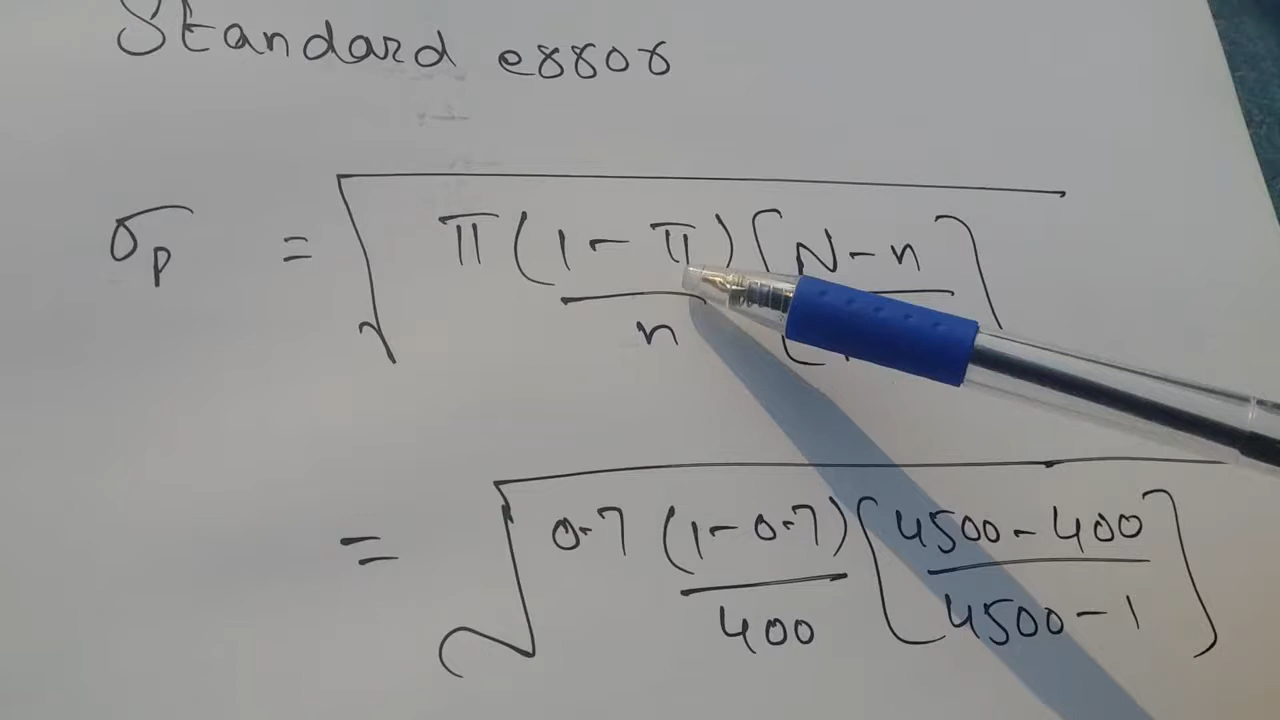 Standard error
σp = √ π(1-π)/n [N-n/
= √ 0.7(1-0.7)/400 [4500-400/4500-1]